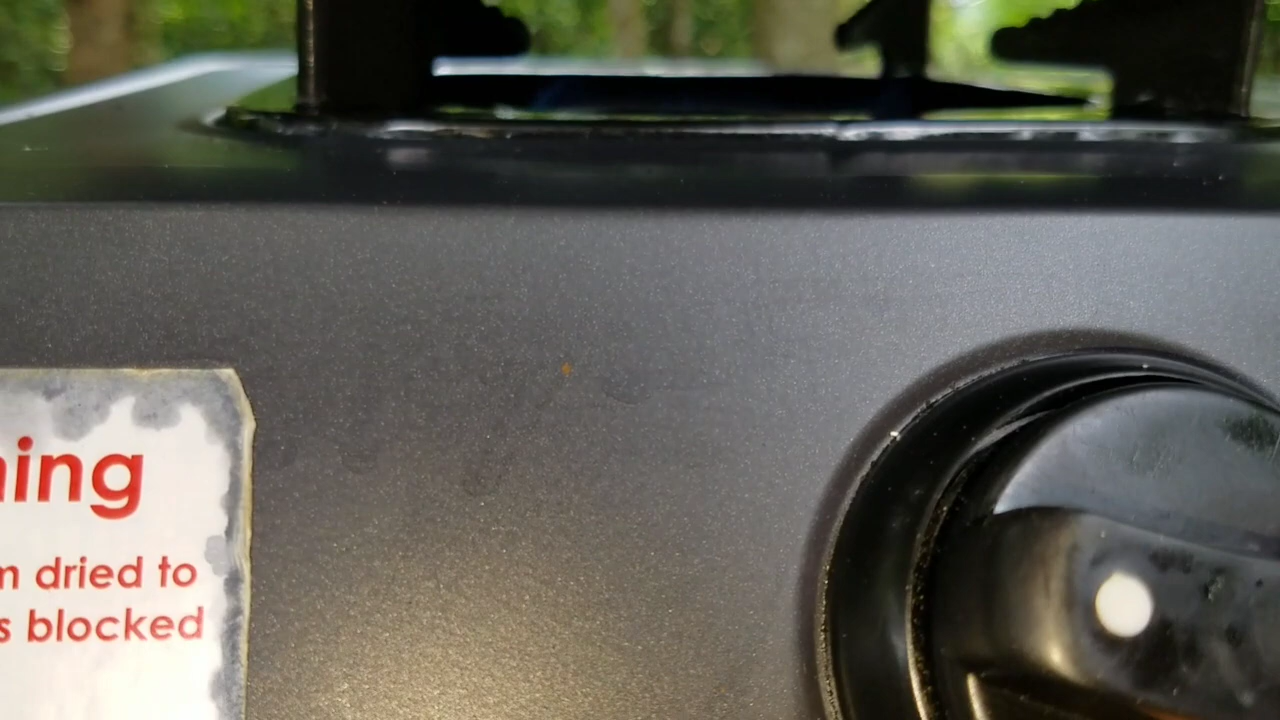 ning
m dried to
s blocked